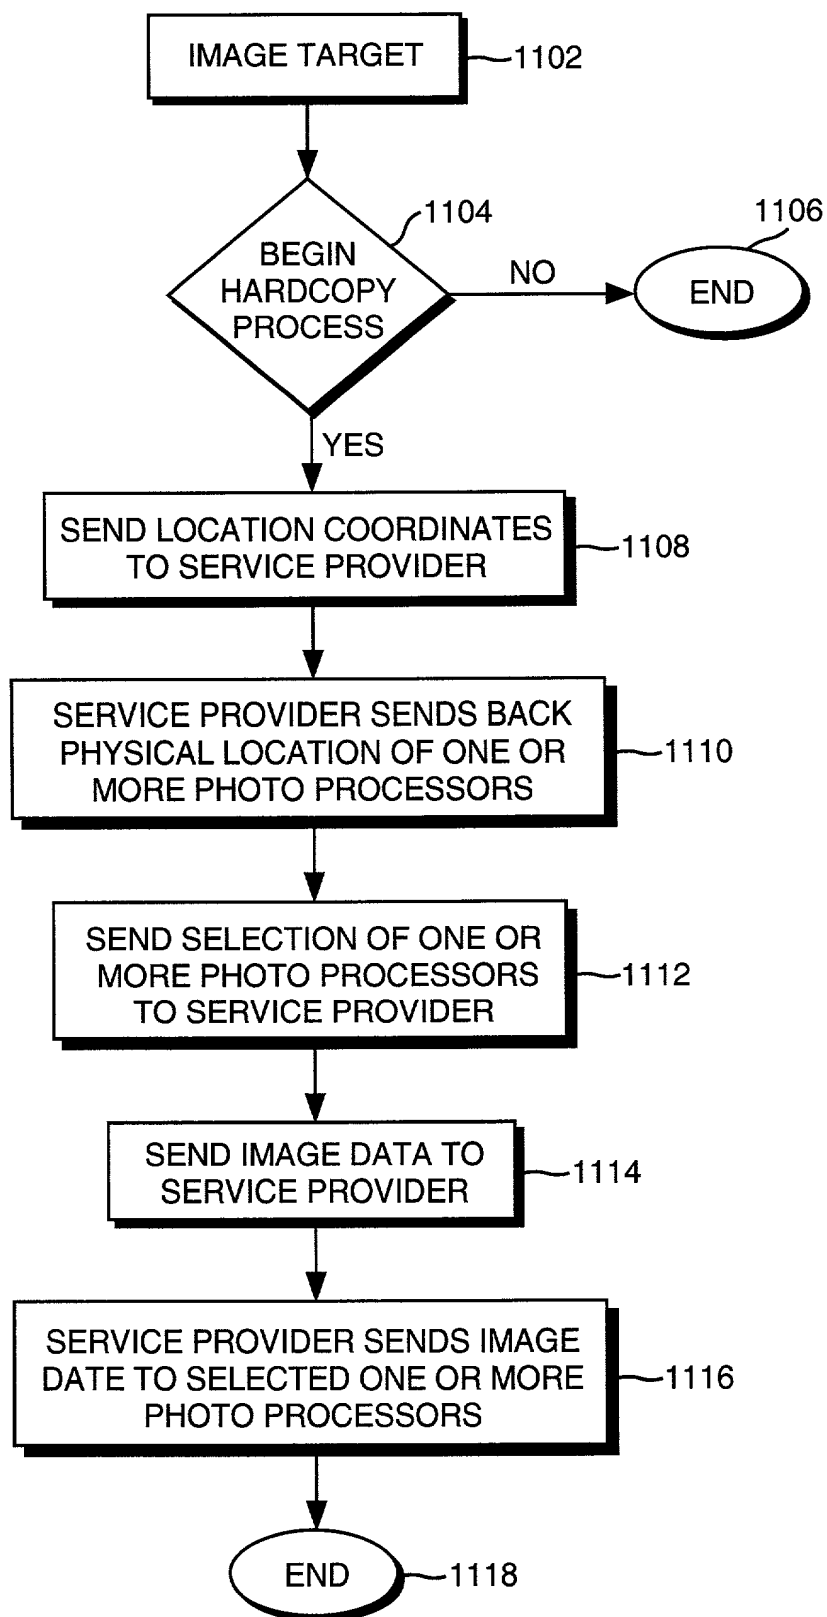 IMAGE TARGET
1102
1104
BEGIN
HARDCOPY
PROCESS
NO
1106
END
YES
SEND LOCATION COORDINATES
TO SERVICE PROVIDER
1108
SERVICE PROVIDER SENDS BACK
PHYSICAL LOCATION OF ONE OR
MORE PHOTO PROCESSORS
1110
SEND SELECTION OF ONE OR
MORE PHOTO PROCESSORS
TO SERVICE PROVIDER
1112
SEND IMAGE DATA TO
SERVICE PROVIDER
1114
SERVICE PROVIDER SENDS IMAGE
DATE TO SELECTED ONE OR MORE
PHOTO PROCESSORS
1116
END
1118